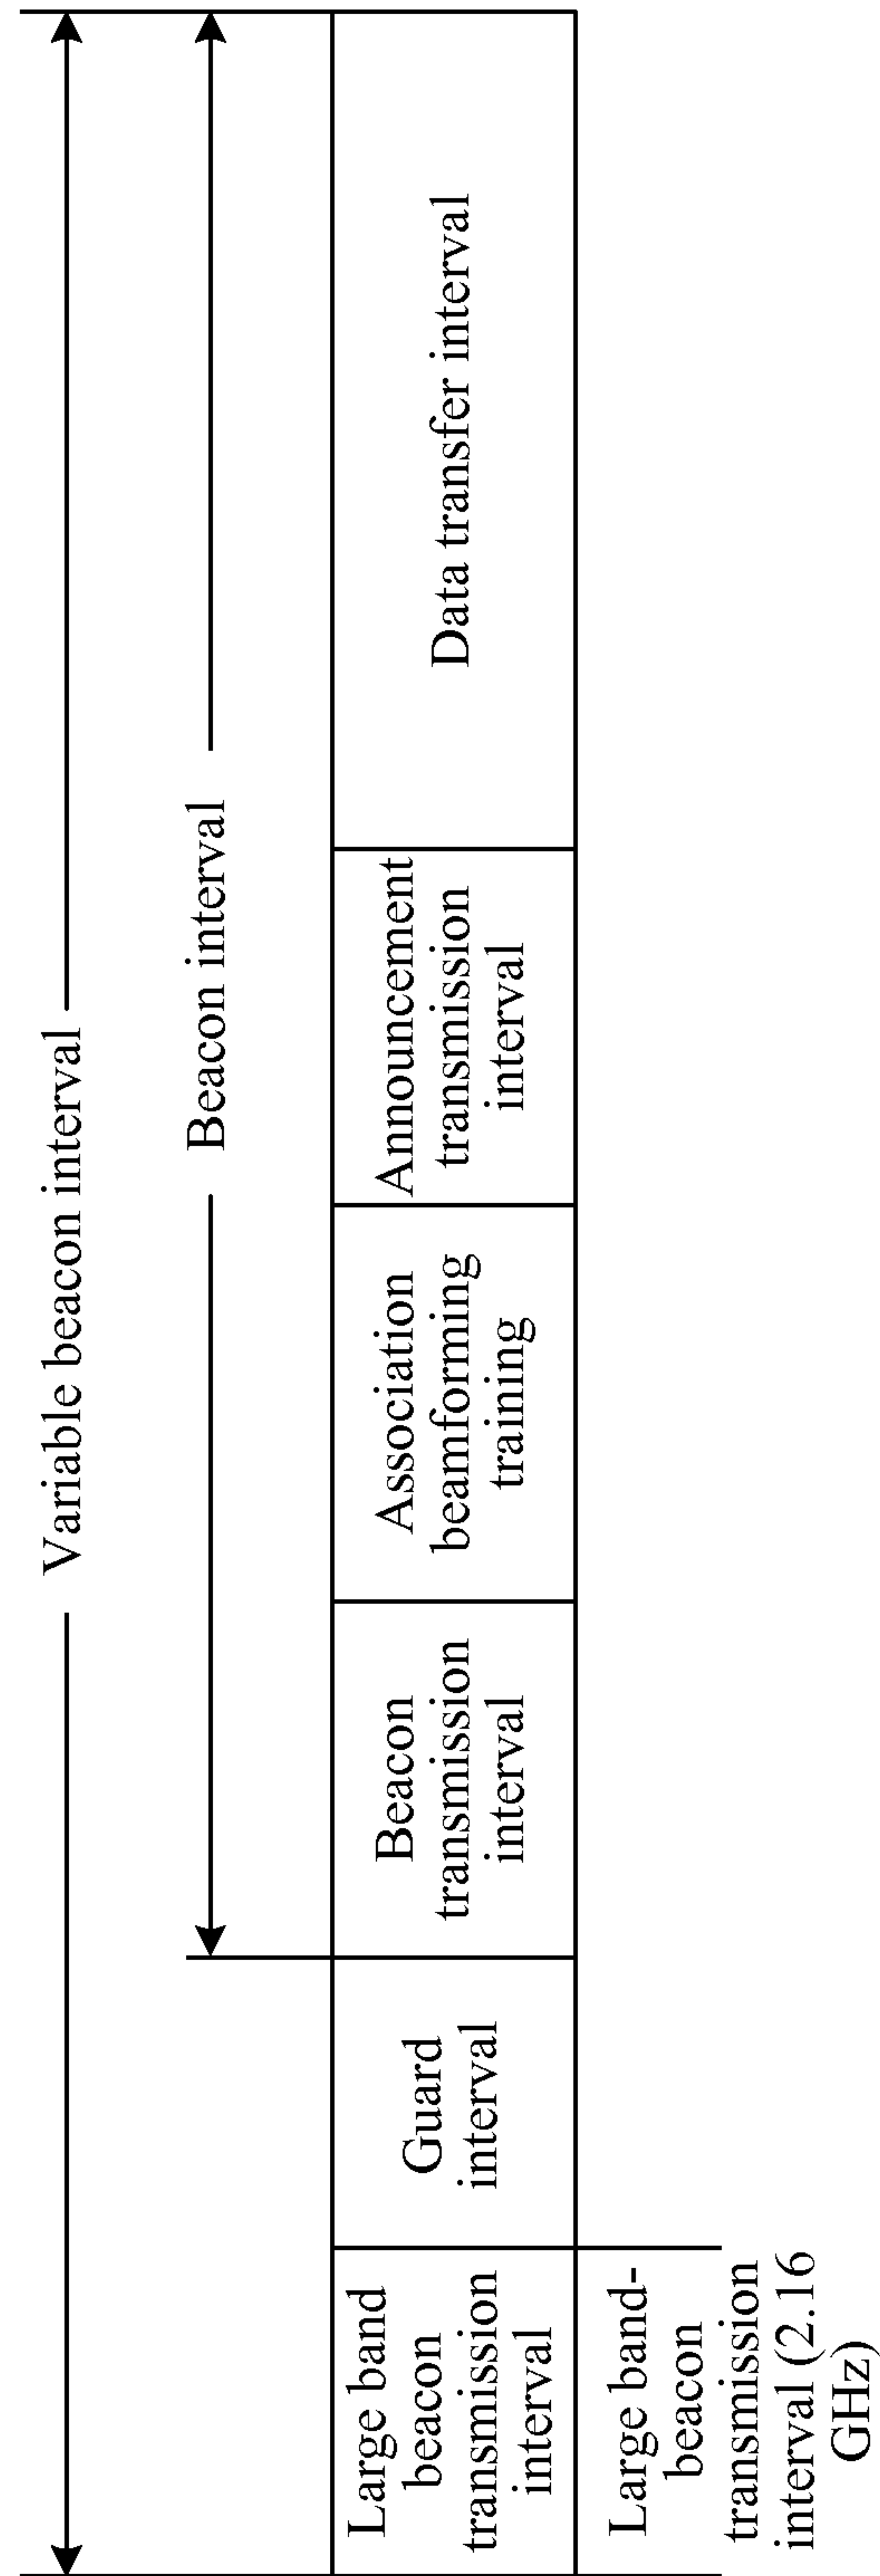 Variable beacon interval
Beacon interval
Large band
beacon
transmission
interval
Guard
interval
Beacon
transmission
interval
Association
beamforming
training
Announcement
transmission
interval
Data transfer interval
Large band-
beacon
transmission
interval (2.16
GHz)